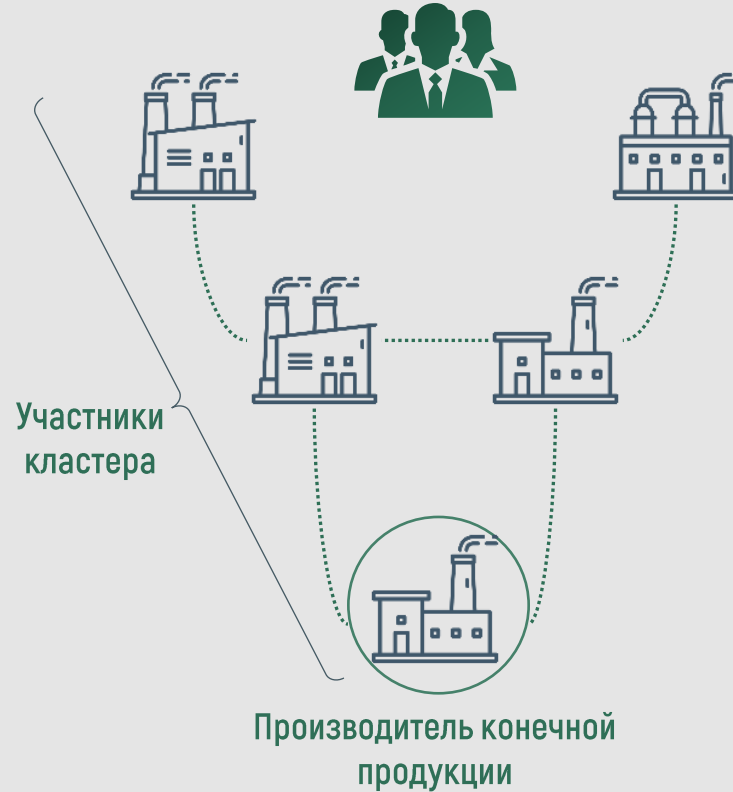 Участники
кластера
Производитель конечной
продукции